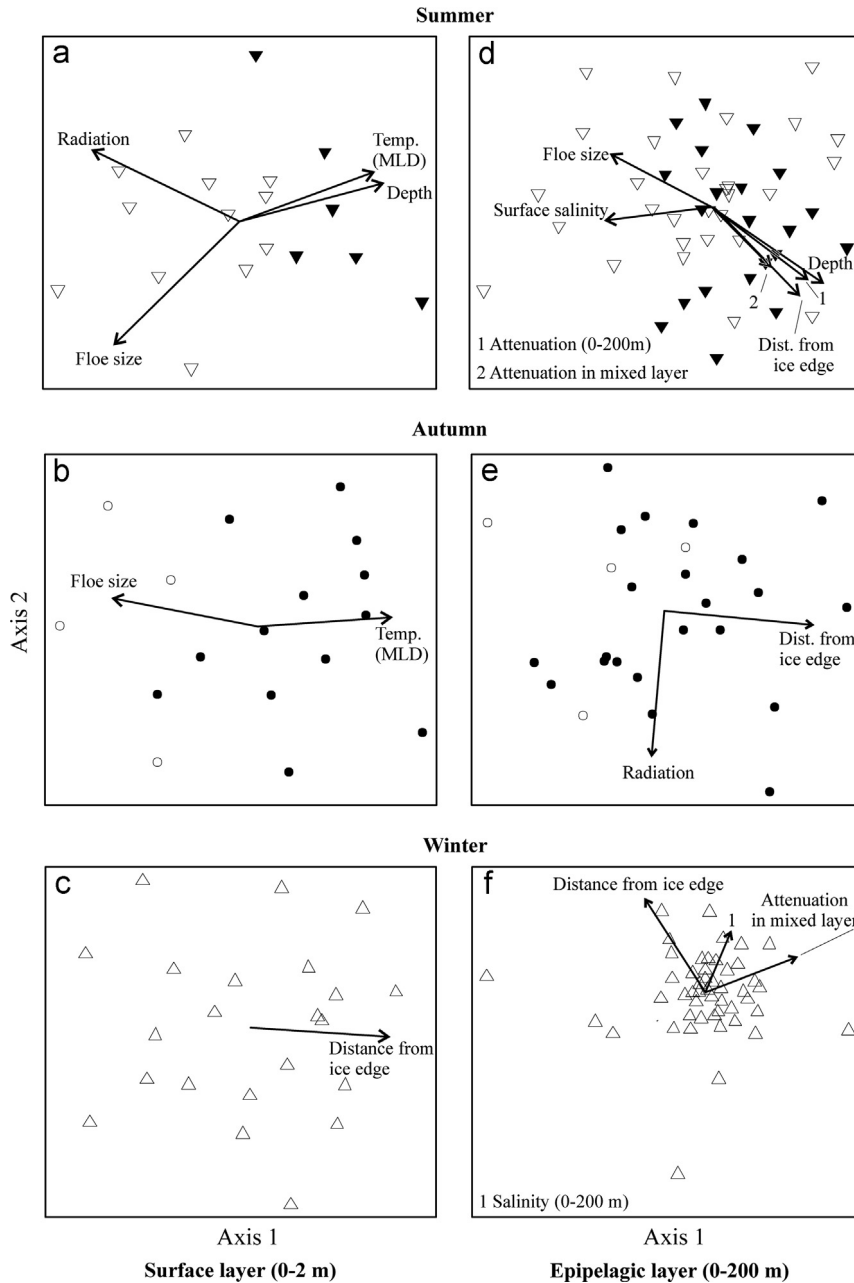 Summer
a
Radiation
Temp.
(MLD)
Depth
Floe size
d
Floe size
Surface salinity
Depth
2
1
1 Attenuation (0-200m)
Dist. from
ice edge
2 Attenuation in mixed layer
Autumn
Axis 2
b
Floe size
Temp.
(MLD)
e
Dist. from
ice edge
Radiation
Winter
c
Distance from
ice edge
f
Distance from ice edge
1
Attenuation
in mixed layer
1 Salinity (0-200 m)
Axis 1
Axis 1
Surface layer (0-2 m)
Epipelagic layer (0-200 m)